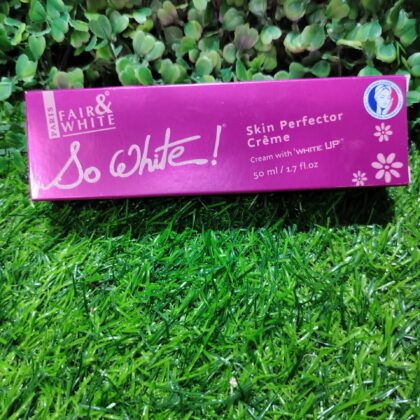 PARIS
FAIR &
WHITE
So White!
Skin Perfector
Crème
Cream with 'WHITE UP'
50 ml / 1.7 fl.oz